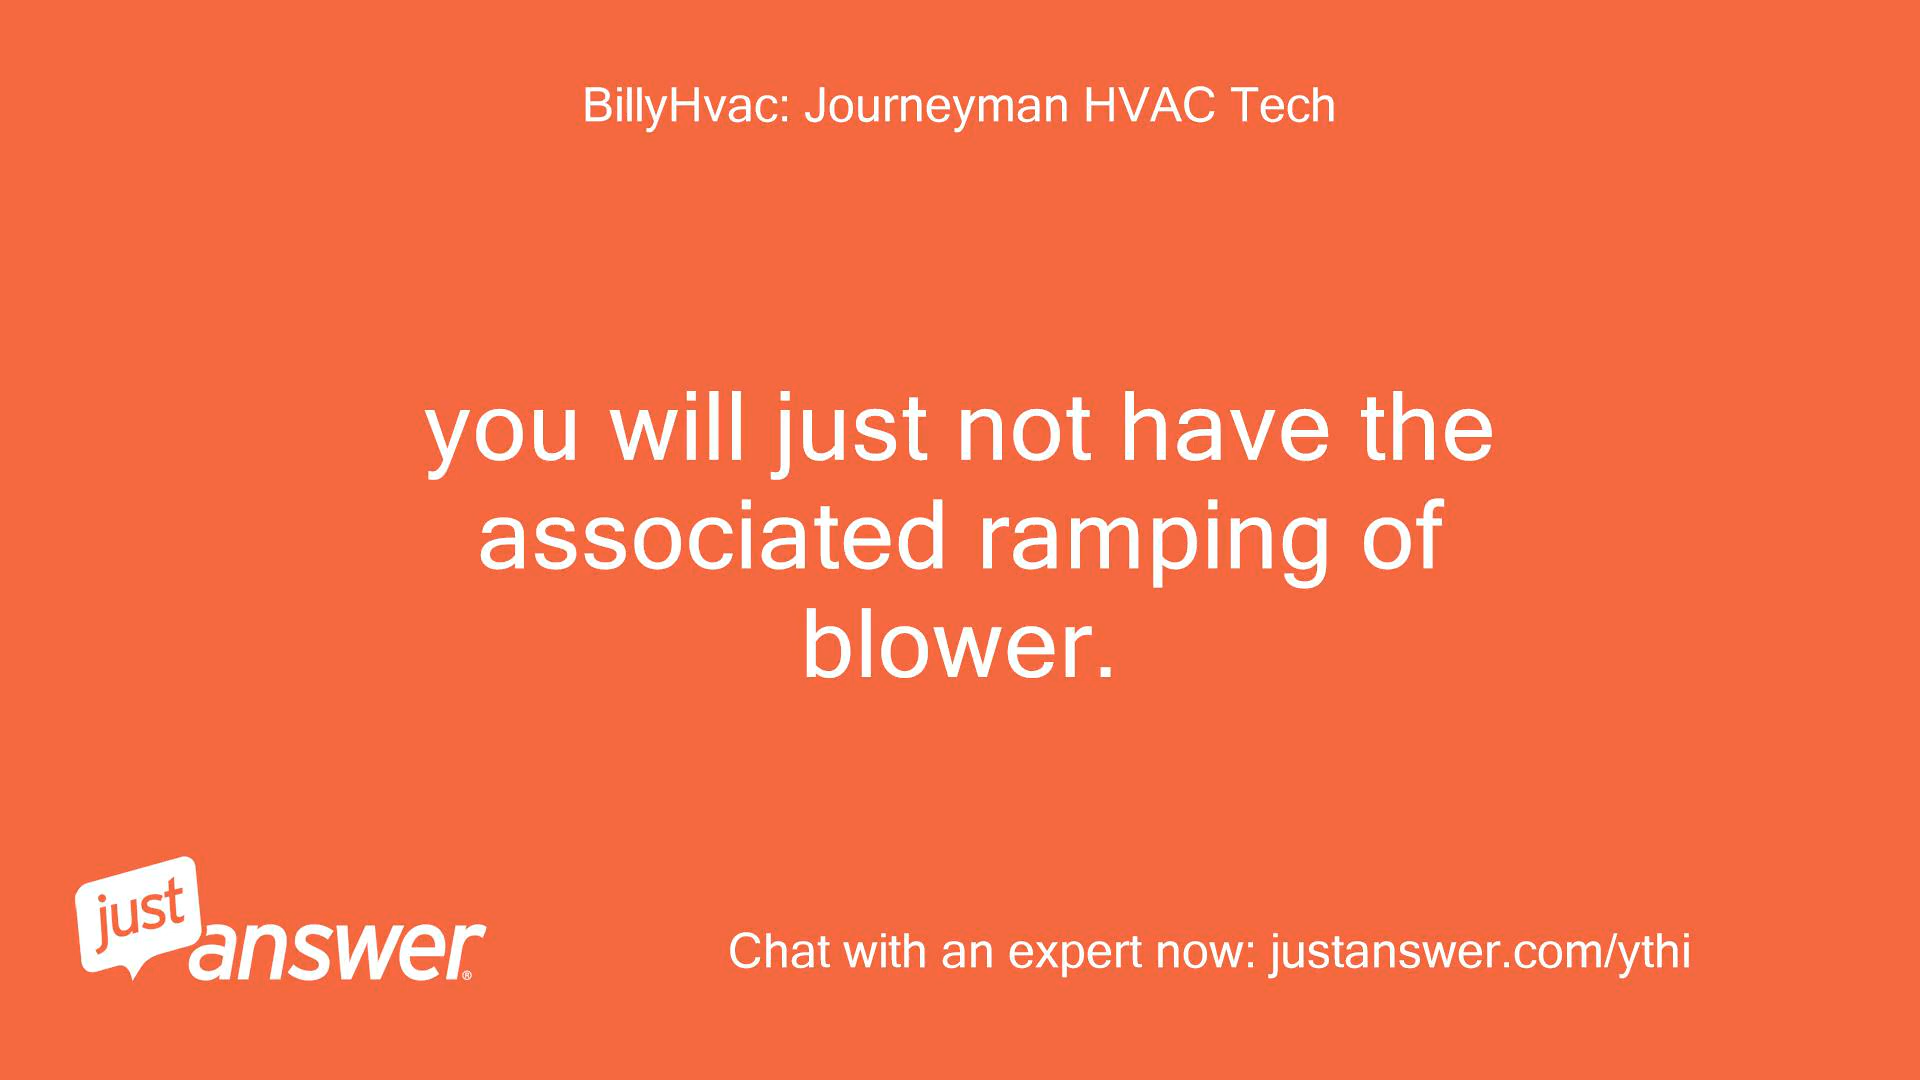 BillyHvac: Journeyman HVAC Tech
you will just not have the
associated ramping of
blower.
just
answer®
Chat with an expert now: justanswer.com/ythi